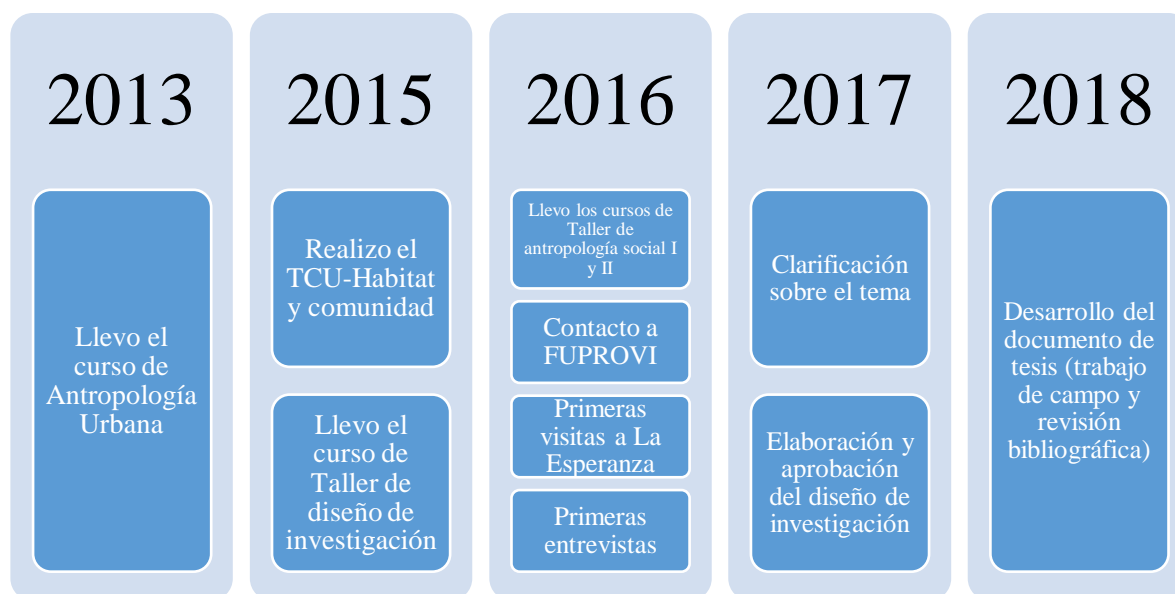 2013
Llevo el
curso de
Antropología
Urbana
2015
Realizo el
TCU-Habitat
y comunidad
Llevo el
curso de
Taller de
diseño de
investigación
2016
Llevo los cursos de
Taller de
antropología social I
y II
Contacto a
FUPROVI
Primeras
visitas a La
Esperanza
Primeras
entrevistas
2017
Clarificación
sobre el tema
Elaboración y
aprobación
del diseño de
investigación
2018
Desarrollo del
documento de
tesis (trabajo
de campo y
revisión
bibliográfica)